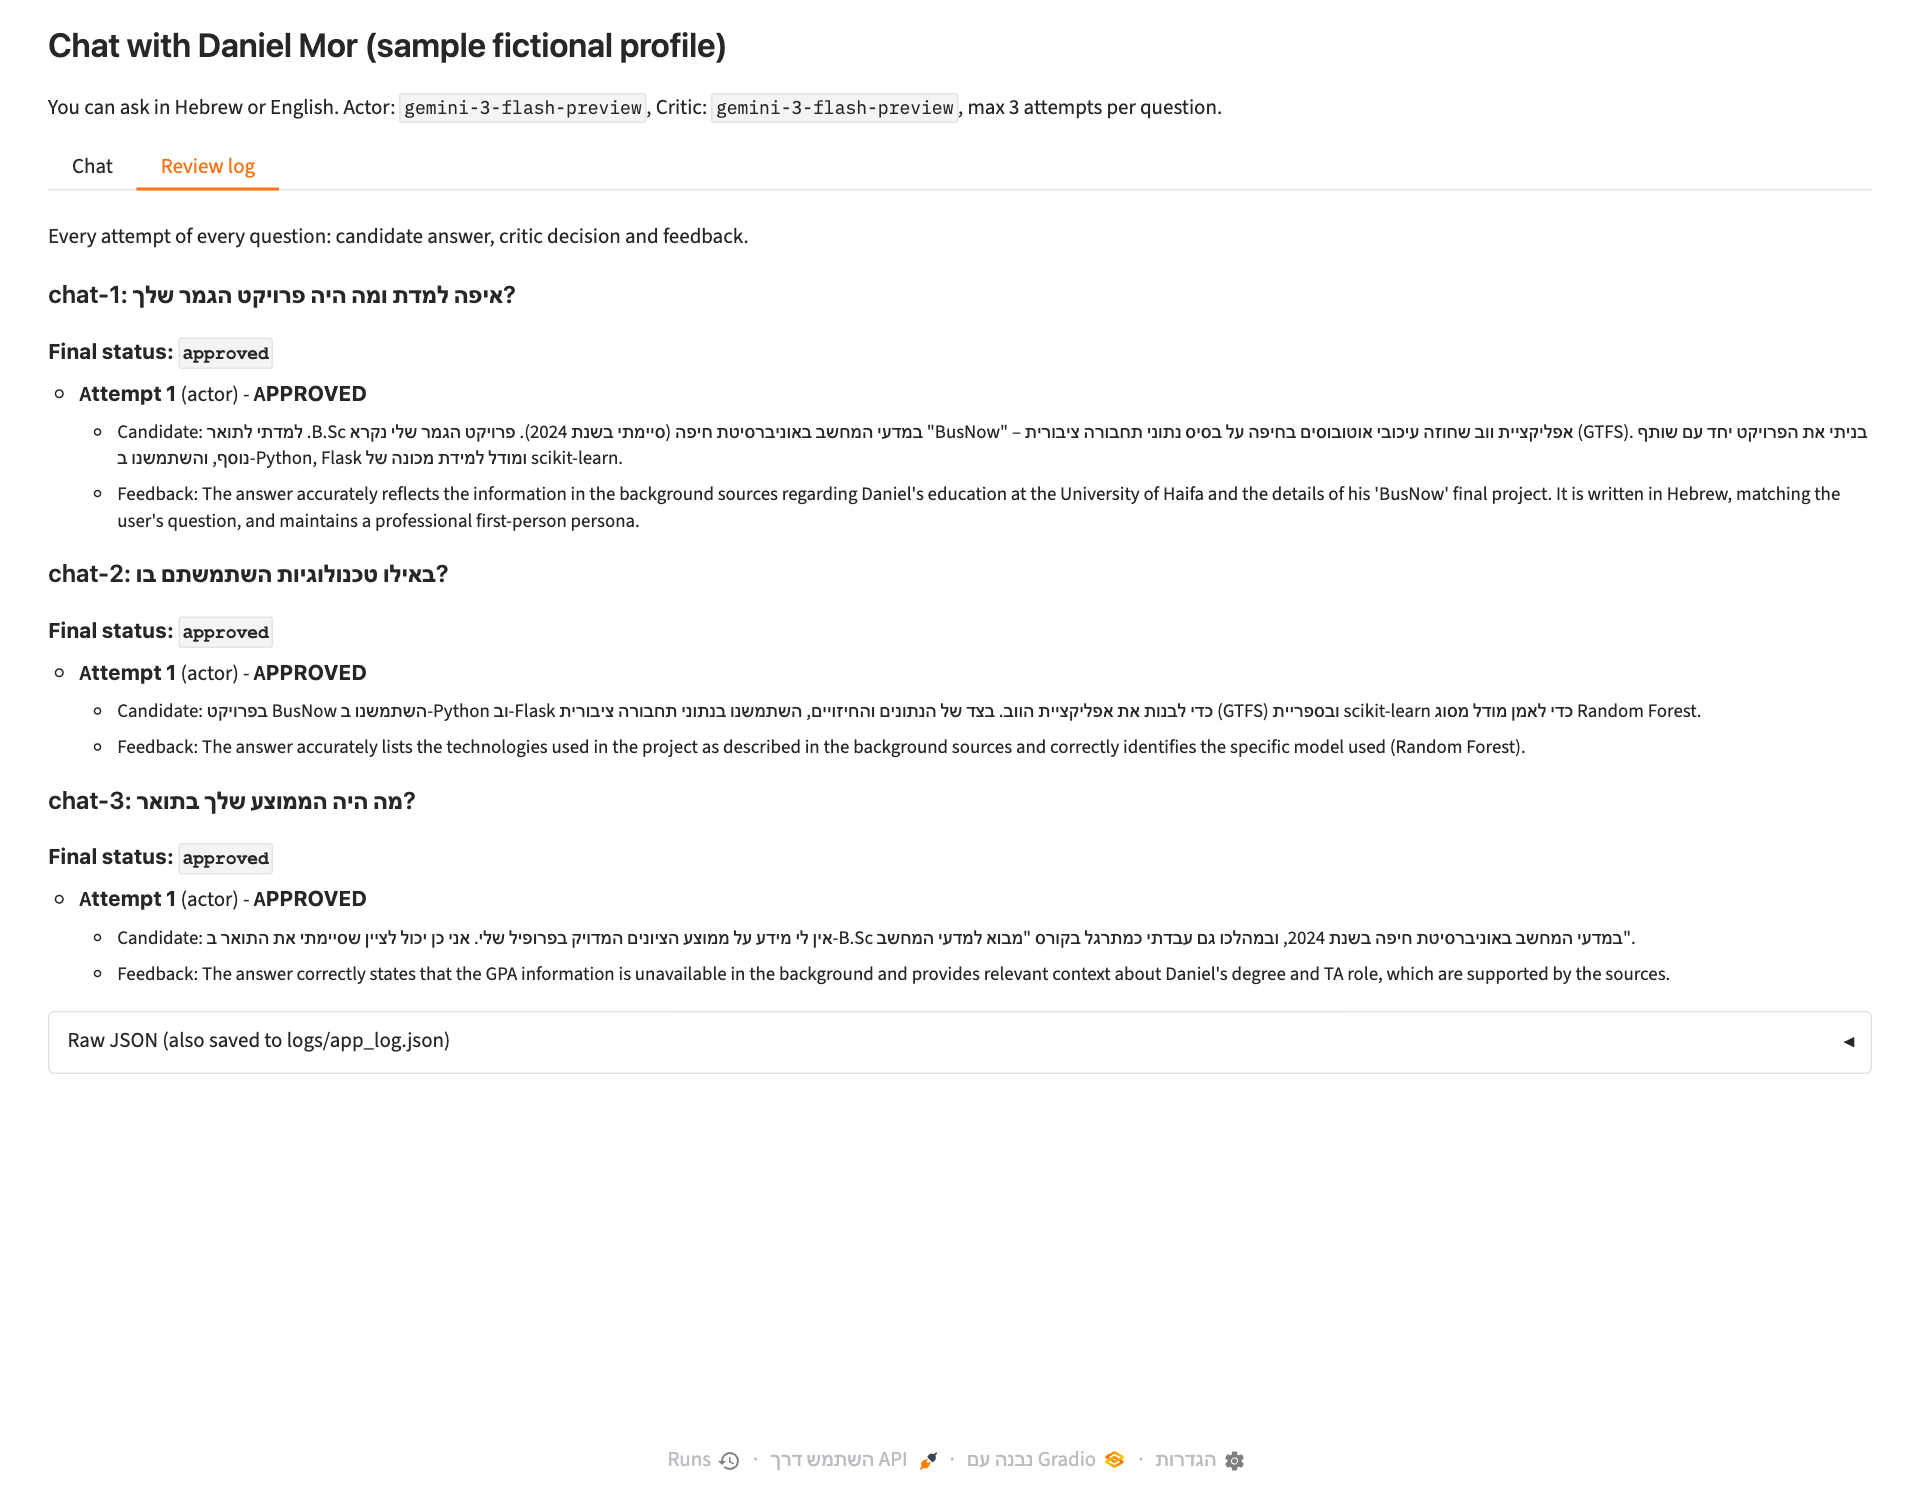 Chat with Daniel Mor (sample fictional profile)
You can ask in Hebrew or English. Actor: gemini-3-flash-preview, Critic: gemini-3-flash-preview, max 3 attempts per question.
Chat
Review log
Every attempt of every question: candidate answer, critic decision and feedback.
chat-1: איפה למדת ומה היה פרויקט הגמר שלך?
Final status: approved
Attempt 1 (actor) - APPROVED
Candidate: למדתי לתואר B.Sc. במדעי המחשב באוניברסיטת חיפה (סיימתי בשנת 2024). פרויקט הגמר שלי נקרא "BusNow" – אפליקציית ווב שחוזה עיכובי אוטובוסים בחיפה על בסיס נתוני תחבורה ציבורית (GTFS). בניתי את הפרויקט יחד עם שותף
נוסף, והשתמשנו ב-Python, Flask ומודל למידת מכונה של scikit-learn.
Feedback: The answer accurately reflects the information in the background sources regarding Daniel's education at the University of Haifa and the details of his 'BusNow' final project. It is written in Hebrew, matching the
user's question, and maintains a professional first-person persona.
chat-2: באילו טכנולוגיות השתמשתם בו?
Final status: approved
Attempt 1 (actor) - APPROVED
Candidate: בפרויקט BusNow השתמשנו ב-Python וב-Flask כדי לבנות את אפליקציית הווב. בצד של הנתונים והחיזויים, השתמשנו בנתוני תחבורה ציבורית (GTFS) ובספריית scikit-learn כדי לאמן מודל מסוג Random Forest.
Feedback: The answer accurately lists the technologies used in the project as described in the background sources and correctly identifies the specific model used (Random Forest).
chat-3: מה היה הממוצע שלך בתואר?
Final status: approved
Attempt 1 (actor) - APPROVED
Candidate: אין לי מידע על ממוצע הציונים המדויק בפרופיל שלי. אני כן יכול לציין שסיימתי את התואר ב-B.Sc במדעי המחשב באוניברסיטת חיפה בשנת 2024, ובמהלכו גם עבדתי כמתרגל בקורס "מבוא למדעי המחשב".
Feedback: The answer correctly states that the GPA information is unavailable in the background and provides relevant context about Daniel's degree and TA role, which are supported by the sources.
Raw JSON (also saved to logs/app_log.json)
הגדרות · נבנה עם Gradio · השתמש דרך API · Runs